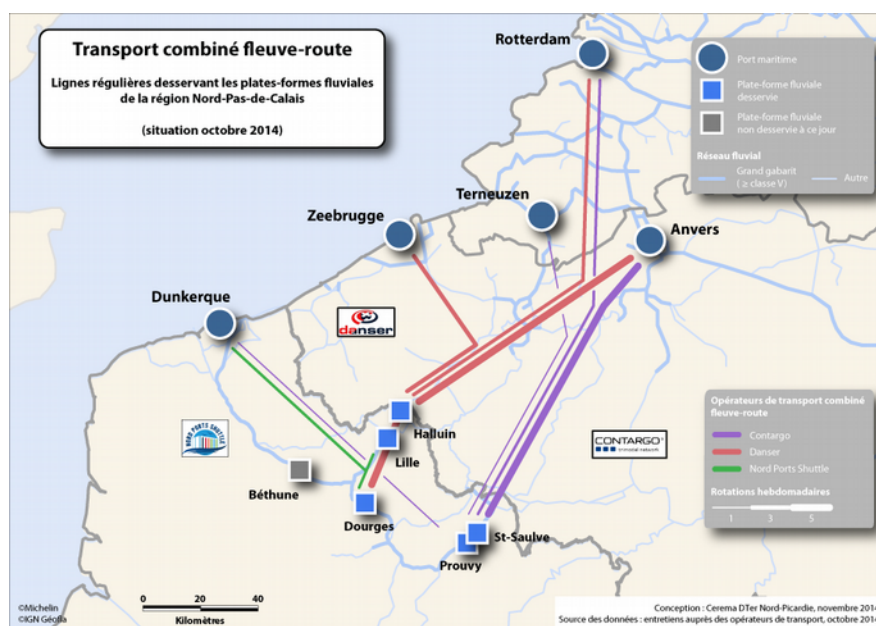 Transport combiné fleuve-route
Lignes régulières desservant les plates-formes fluviales
de la région Nord-Pas-de-Calais
(situation octobre 2014)
Rotterdam
Port maritime
Plate-forme fluviale
desservie
Plate-forme fluviale
non desservie à ce jour
Réseau fluvial
Grand gabarit
(≥ classe V)
Autre
Terneuzen
Zeebrugge
Anvers
Dunkerque
danser
NORD PORTS SHUTTLE
Halluin
Lille
CONTARGO
trimodal network
Béthune
Dourges
St-Saulve
Prouvy
Opérateurs de transport combiné
fleuve-route
Contargo
Danser
Nord Ports Shuttle
Rotations hebdomadaires
1 3 5
©Michelin
©IGN Géofla
0 20 40
Kilomètres
Conception : Cerema DTer Nord-Picardie, novembre 2014
Source des données : entretiens auprès des opérateurs de transport, octobre 2014